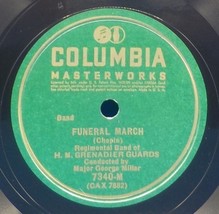 COLUMBIA
MASTERWORKS
Band
FUNERAL MARCH
(Chopin)
Regimental Band of
H. M. GRENADIER GUARDS
Conducted by
Major George Miller
7340-M
(CAX 7882)